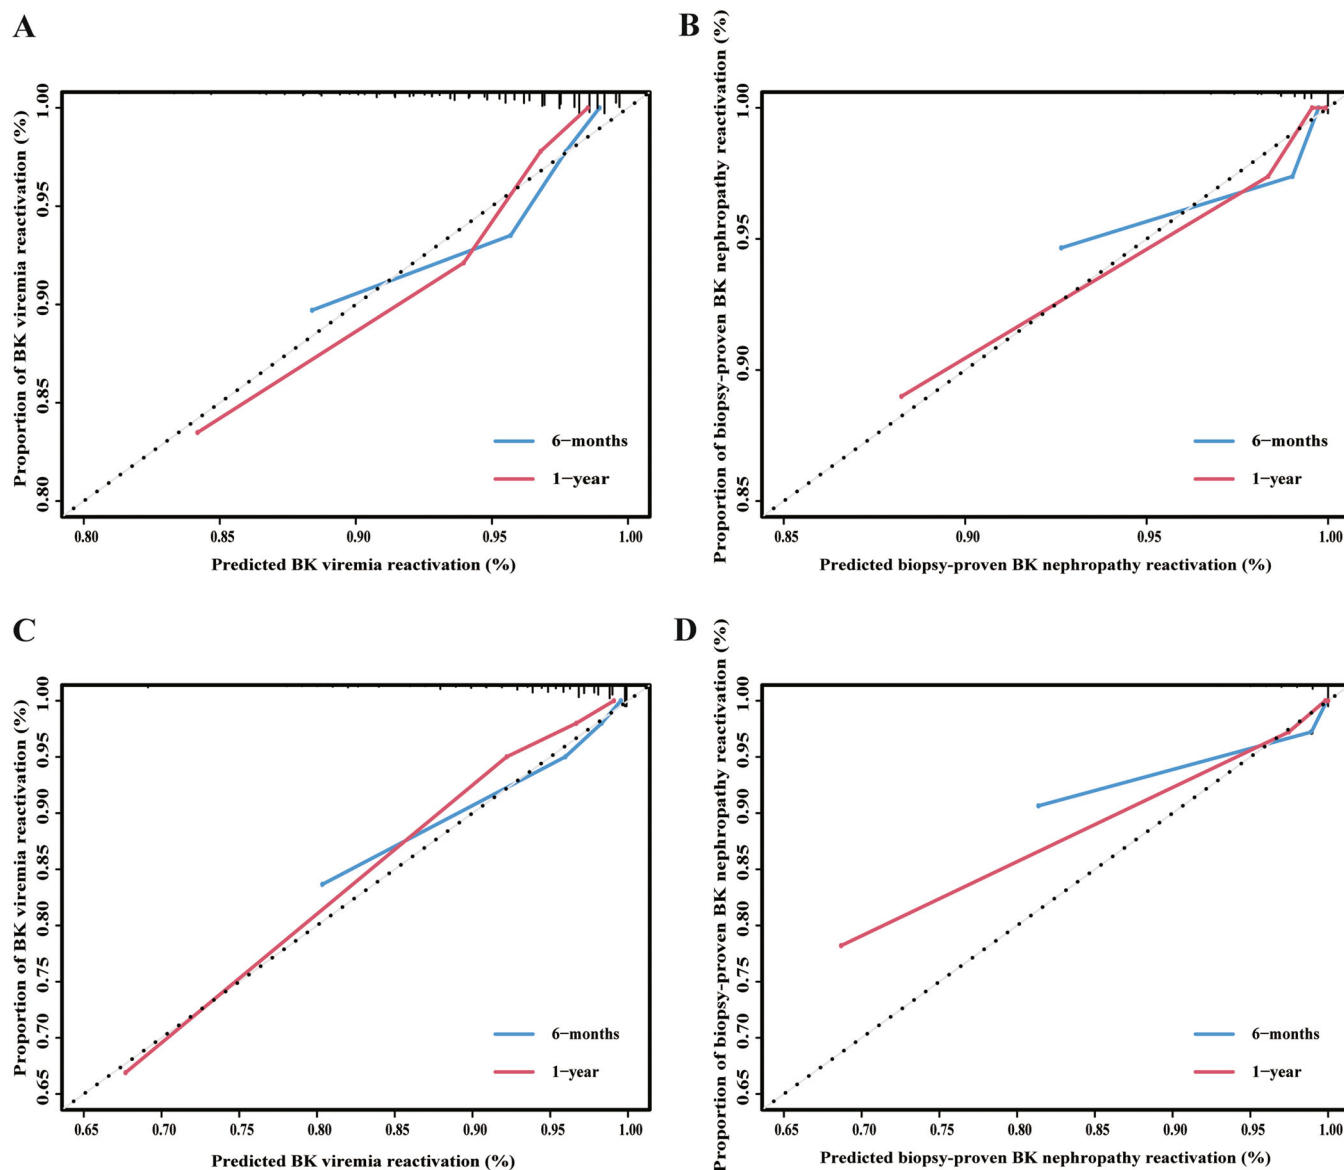 A
Proportion of BK viremia reactivation (%)
1.00
0.95
0.90
0.85
0.80
6−months
1−year
0.80 0.85 0.90 0.95 1.00
Predicted BK viremia reactivation (%)
B
Proportion of biopsy-proven BK nephropathy reactivation (%)
1.00
0.95
0.90
0.85
6−months
1−year
0.85 0.90 0.95 1.00
Predicted biopsy-proven BK nephropathy reactivation (%)
C
Proportion of BK viremia reactivation (%)
1.00
0.95
0.90
0.85
0.80
0.75
0.70
0.65
6−months
1−year
0.65 0.70 0.75 0.80 0.85 0.90 0.95 1.00
Predicted BK viremia reactivation (%)
D
Proportion of biopsy-proven BK nephropathy reactivation (%)
1.00
0.95
0.90
0.85
0.80
0.75
0.70
0.65
6−months
1−year
0.65 0.70 0.75 0.80 0.85 0.90 0.95 1.00
Predicted biopsy-proven BK nephropathy reactivation (%)